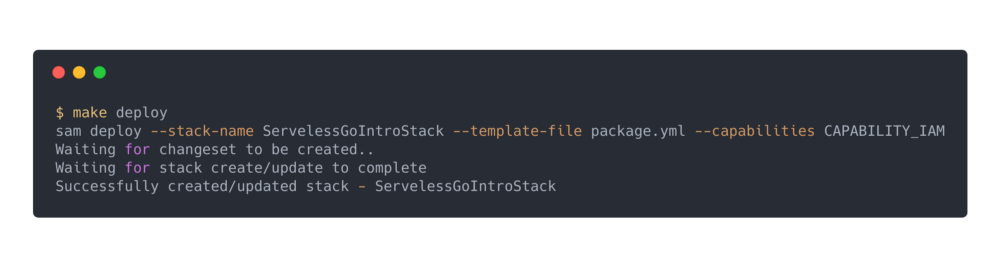 $ make deploy
sam deploy --stack-name ServelessGoIntroStack --template-file package.yml --capabilities CAPABILITY_IAM
Waiting for changeset to be created..
Waiting for stack create/update to complete
Successfully created/updated stack - ServelessGoIntroStack